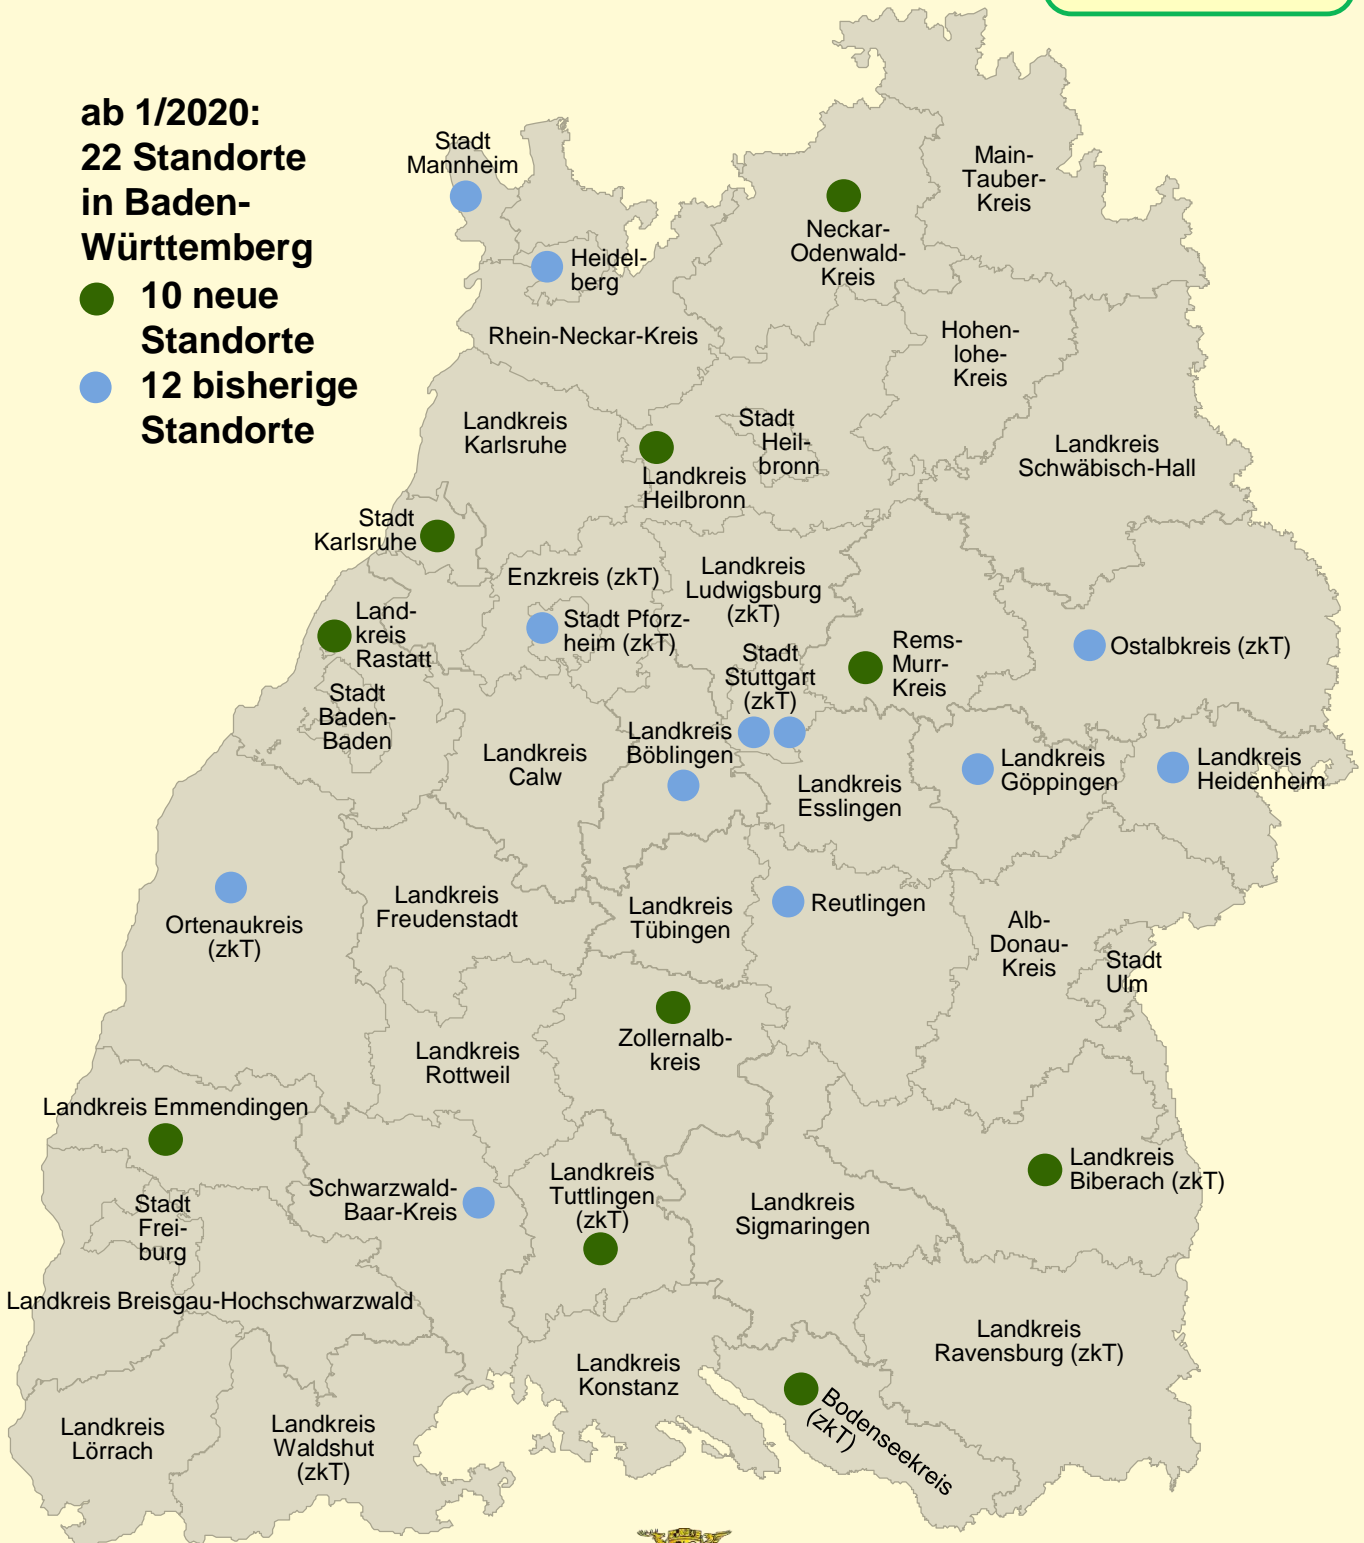 ab 1/2020:
22 Standorte
in Baden-
Württemberg
10 neue
Standorte
12 bisherige
Standorte
Stadt
Mannheim
Heidel-
berg
Rhein-Neckar-Kreis
Neckar-
Odenwald-
Kreis
Main-
Tauber-
Kreis
Hohen-
lohe-
Kreis
Landkreis
Karlsruhe
Stadt
Heil-
bronn
Landkreis
Heilbronn
Landkreis
Schwäbisch-Hall
Stadt
Karlsruhe
Enzkreis (zkT)
Landkreis
Ludwigsburg
(zkT)
Land-
kreis
Rastatt
Stadt Pforz-
heim (zkT)
Stadt
Stuttgart
(zkT)
Rems-
Murr-
Kreis
Ostalbkreis (zkT)
Stadt
Baden-
Baden
Landkreis
Calw
Landkreis
Böblingen
Landkreis
Esslingen
Landkreis
Göppingen
Landkreis
Heidenheim
Ortenaukreis
(zkT)
Landkreis
Freudenstadt
Landkreis
Tübingen
Reutlingen
Alb-
Donau-
Kreis
Stadt
Ulm
Landkreis
Rottweil
Zollernalb-
kreis
Landkreis Emmendingen
Stadt
Frei-
burg
Schwarzwald-
Baar-Kreis
Landkreis
Tuttlingen
(zkT)
Landkreis
Sigmaringen
Landkreis
Biberach (zkT)
Landkreis Breisgau-Hochschwarzwald
Landkreis
Konstanz
Landkreis
Ravensburg (zkT)
Bodenseekreis
(zkT)
Landkreis
Lörrach
Landkreis
Waldshut
(zkT)